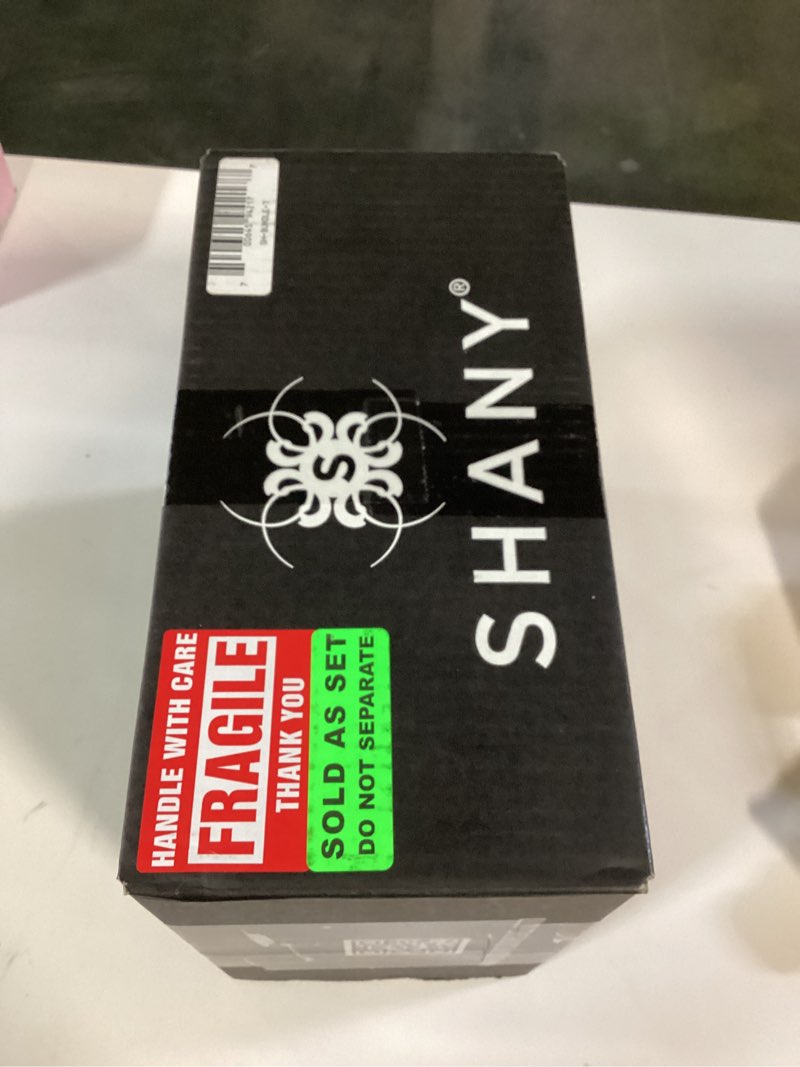 SHANY®
S
HANDLE WITH CARE
FRAGILE
THANK YOU
SOLD AS SET
DO NOT SEPARATE